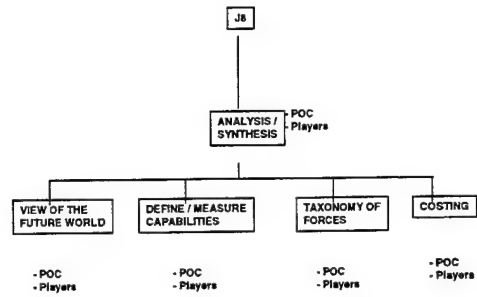 J8
ANALYSIS /
SYNTHESIS
- POC
- Players
VIEW OF THE
FUTURE WORLD
DEFINE / MEASURE
CAPABILITIES
TAXONOMY OF
FORCES
COSTING
- POC
- Players
- POC
- Players
- POC
- Players
- POC
- Players